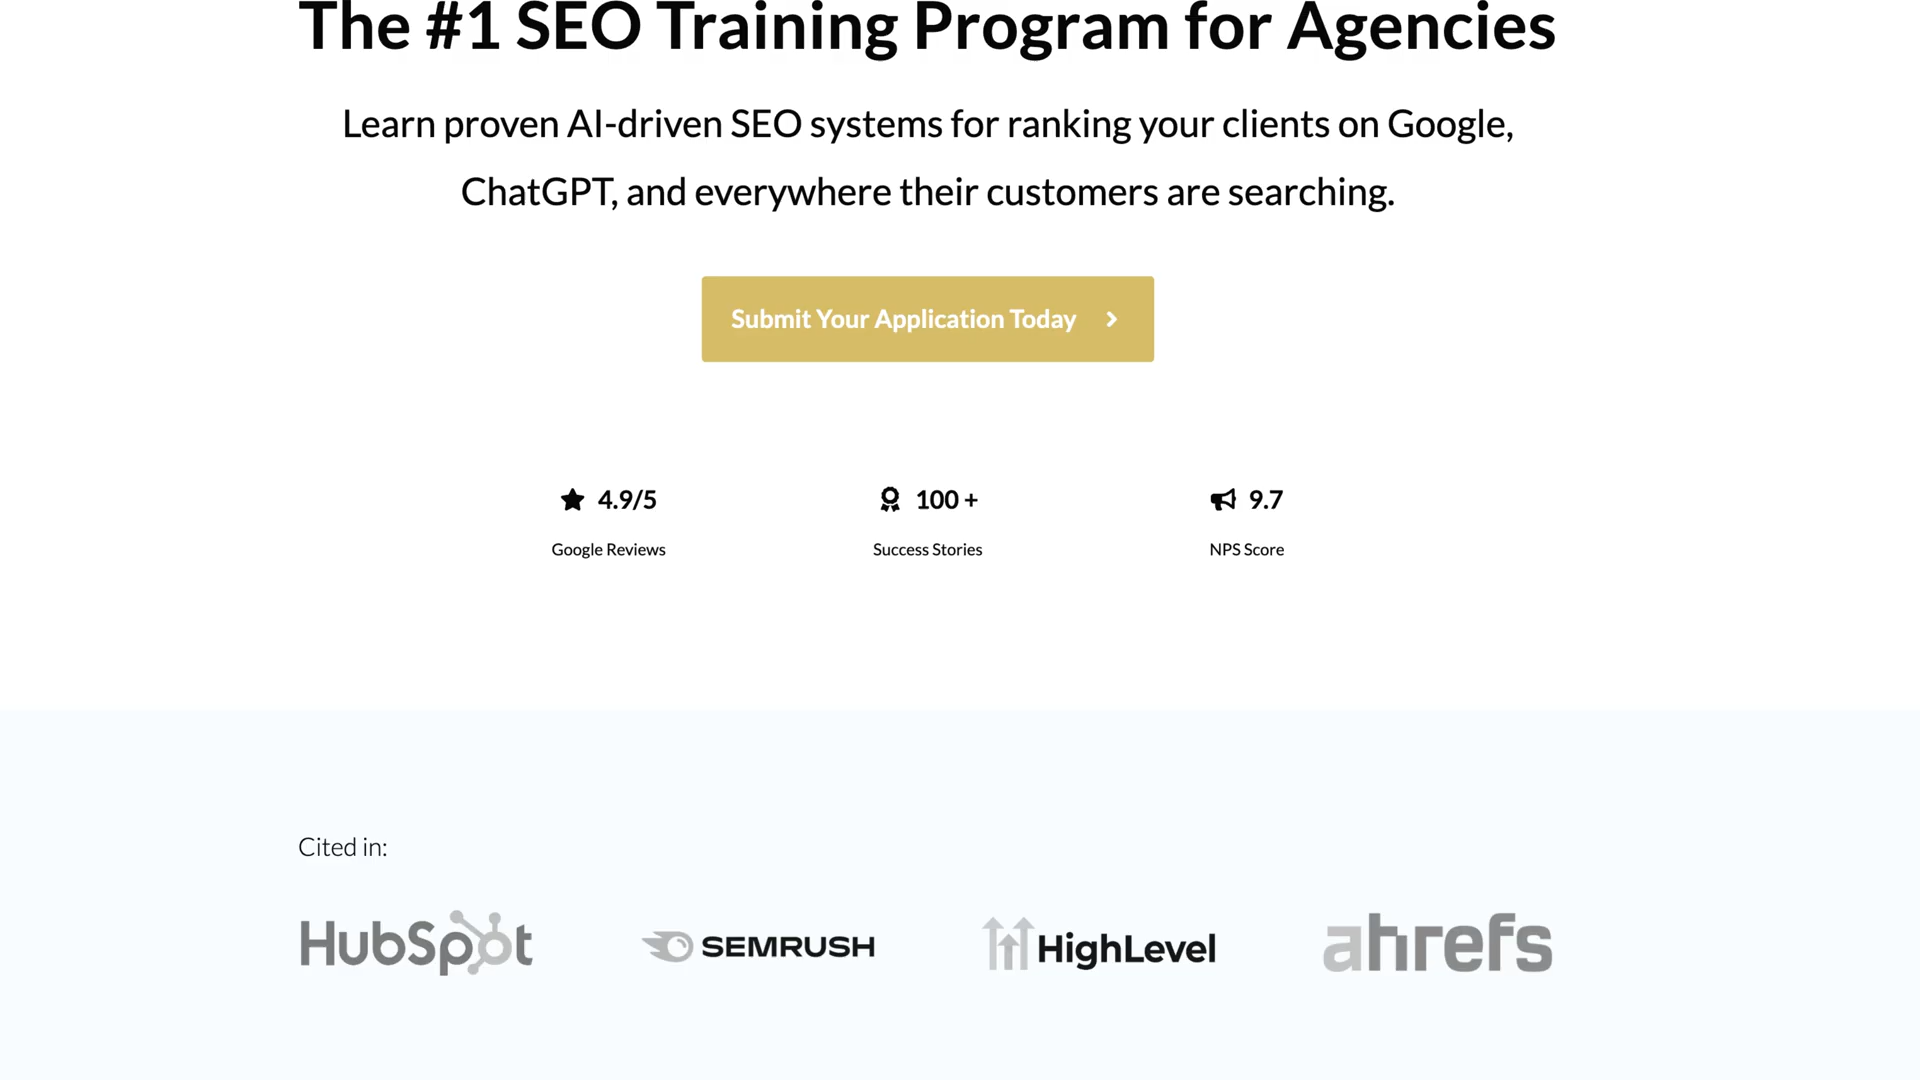 The #1 SEO Training Program for Agencies
Learn proven AI-driven SEO systems for ranking your clients on Google,
ChatGPT, and everywhere their customers are searching.
Submit Your Application Today
4.9/5
Google Reviews
100 +
Success Stories
9.7
NPS Score
Cited in:
HubSpot
SEMRUSH
HighLevel
ahrefs